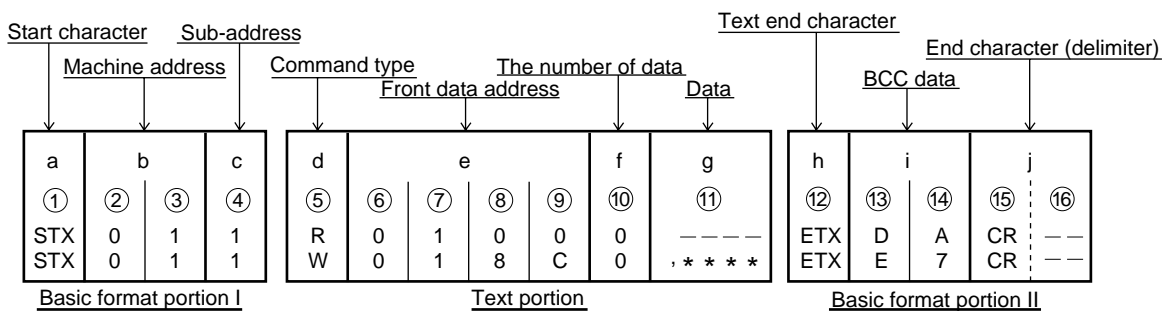 Text end character
Start character Sub-address End character (delimiter)
Machine address Command type The number of data BCC data
Front data address Data
a b c d e f g h i j
① ② ③ ④ ⑤ ⑥ ⑦ ⑧ ⑨ ⑩ ⑪ ⑫ ⑬ ⑭ ⑮ ⑯
STX 0 1 1 R 0 1 0 0 0 ———— ETX D A CR ——
STX 0 1 1 W 0 1 8 C 0 ,**** ETX E 7 CR ——
Basic format portion I Text portion Basic format portion II